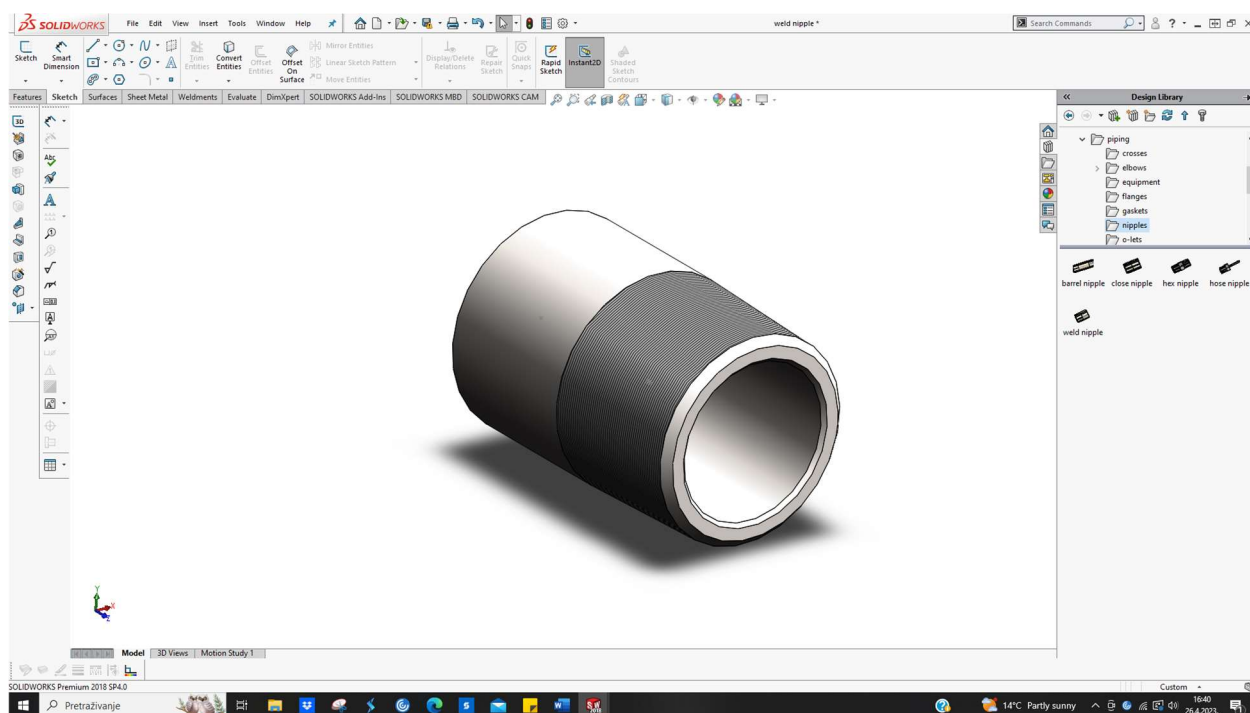 SOLIDWORKS File Edit View Insert Tools Window Help weld nipple * Search Commands
Sketch Smart Dimension Trim Entities Convert Entities Offset Entities Offset On Surface Mirror Entities Linear Sketch Pattern Move Entities Display/Delete Relations Repair Sketch Quick Snaps Rapid Sketch Instant2D Shaded Sketch Contours
Features Sketch Surfaces Sheet Metal Weldments Evaluate DimXpert SOLIDWORKS Add-Ins SOLIDWORKS MBD SOLIDWORKS CAM
Design Library
piping
crosses
elbows
equipment
flanges
gaskets
nipples
o-lets
barrel nipple close nipple hex nipple hose nipple
weld nipple
Y
X
Z
Model 3D Views Motion Study 1
SOLIDWORKS Premium 2018 SP4.0 Custom
Pretraživanje 14°C Partly sunny 16:40
26.4.2023.